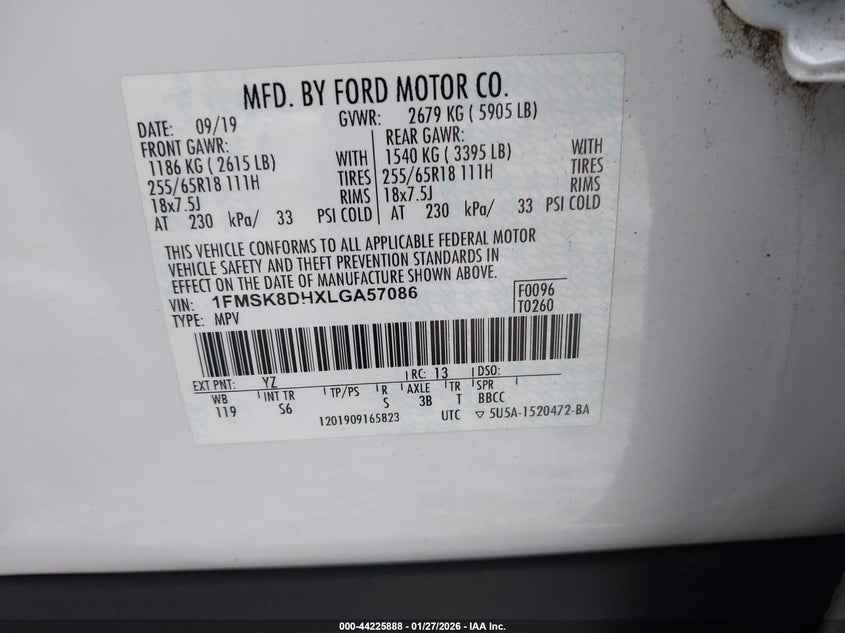 MFD. BY FORD MOTOR CO.
DATE: 09/19 GVWR: 2679 KG ( 5905 LB)
FRONT GAWR: REAR GAWR:
1186 KG ( 2615 LB) WITH 1540 KG ( 3395 LB) WITH
255/65R18 111H TIRES 255/65R18 111H TIRES
18x7.5J RIMS 18x7.5J RIMS
AT 230 kPa/ 33 PSI COLD AT 230 kPa/ 33 PSI COLD
THIS VEHICLE CONFORMS TO ALL APPLICABLE FEDERAL MOTOR
VEHICLE SAFETY AND THEFT PREVENTION STANDARDS IN
EFFECT ON THE DATE OF MANUFACTURE SHOWN ABOVE.
VIN: 1FMSK8DHXLGA57086 F0096
TYPE: MPV T0260
EXT PNT: YZ RC: 13 DSO:
WB INT TR TP/PS R AXLE TR SPR
119 S6 S 3B T BBCC
1201909165823 UTC ▽ 5U5A-1520472-BA
000-44225888 - 01/27/2026 - IAA Inc.